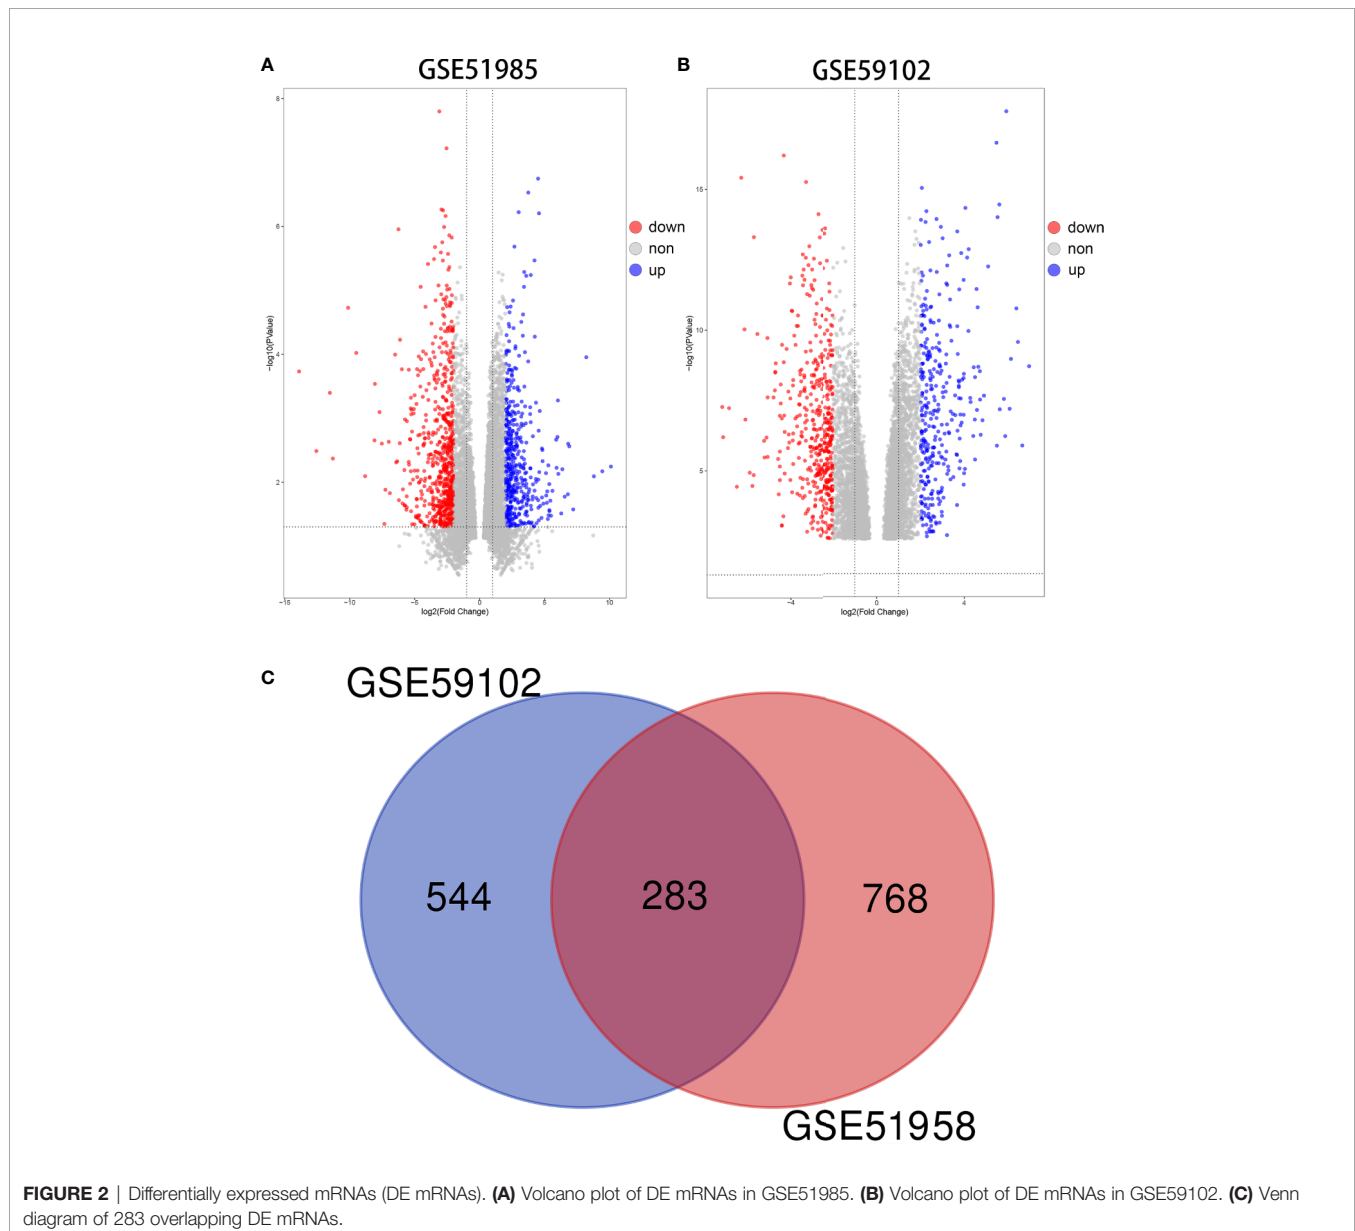 A
GSE51985
8
6
4
2
-15
-10
-5
0
5
10
-log10(PValue)
log2(Fold Change)
down
non
up
B
GSE59102
15
10
5
-4
0
4
-log10(PValue)
log2(Fold Change)
down
non
up
C
GSE59102
544
283
768
GSE51958
FIGURE 2 | Differentially expressed mRNAs (DE mRNAs). (A) Volcano plot of DE mRNAs in GSE51985. (B) Volcano plot of DE mRNAs in GSE59102. (C) Venn
diagram of 283 overlapping DE mRNAs.